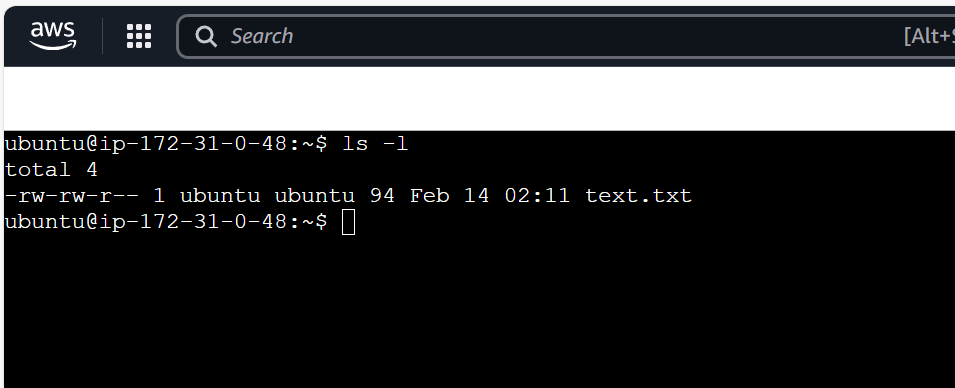 aws
Search [Alt+S
ubuntu@ip-172-31-0-48:~$ ls -l
total 4
-rw-rw-r-- 1 ubuntu ubuntu 94 Feb 14 02:11 text.txt
ubuntu@ip-172-31-0-48:~$